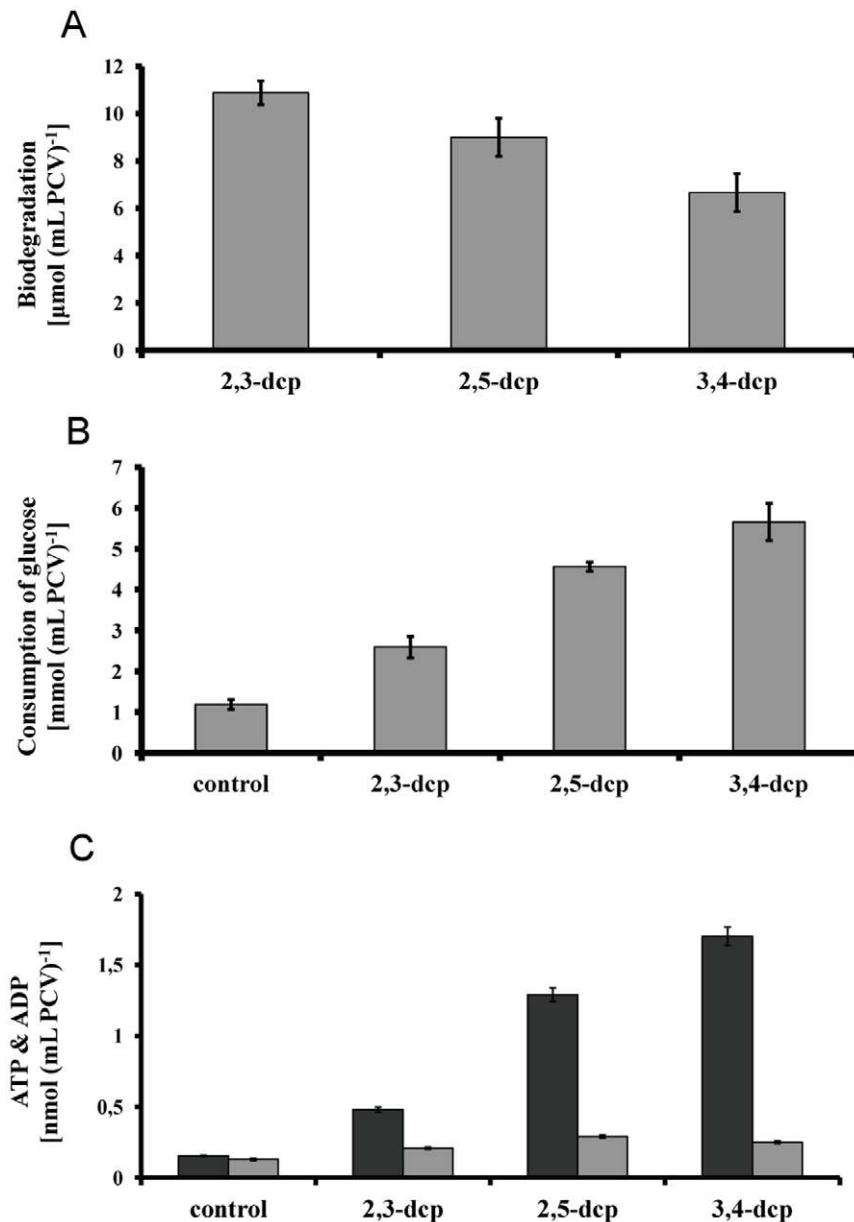 A
Biodegradation
[µmol (mL PCV)⁻¹]
12
10
8
6
4
2
0
2,3-dcp 2,5-dcp 3,4-dcp
B
Consumption of glucose
[mmol (mL PCV)⁻¹]
7
6
5
4
3
2
1
0
control 2,3-dcp 2,5-dcp 3,4-dcp
C
ATP & ADP
[nmol (mL PCV)⁻¹]
2
1,5
1
0,5
0
control 2,3-dcp 2,5-dcp 3,4-dcp